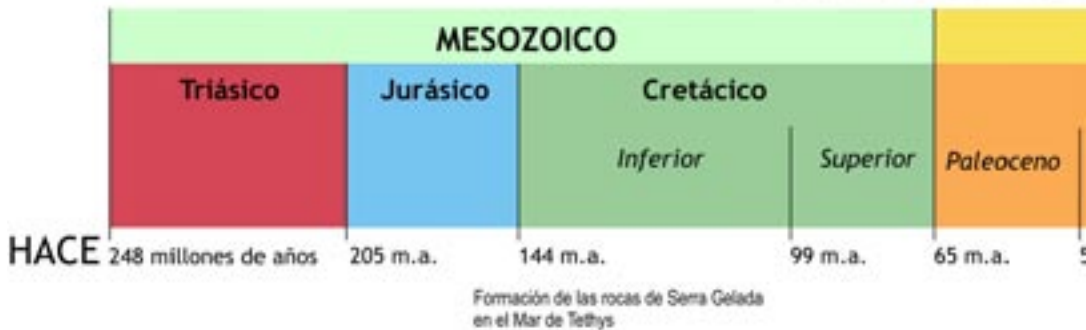 MESOZOICO
Triásico Jurásico Cretácico
Inferior Superior Paleoceno
HACE 248 millones de años 205 m.a. 144 m.a. 99 m.a. 65 m.a. 5
Formación de las rocas de Serra Gelada
en el Mar de Tethys